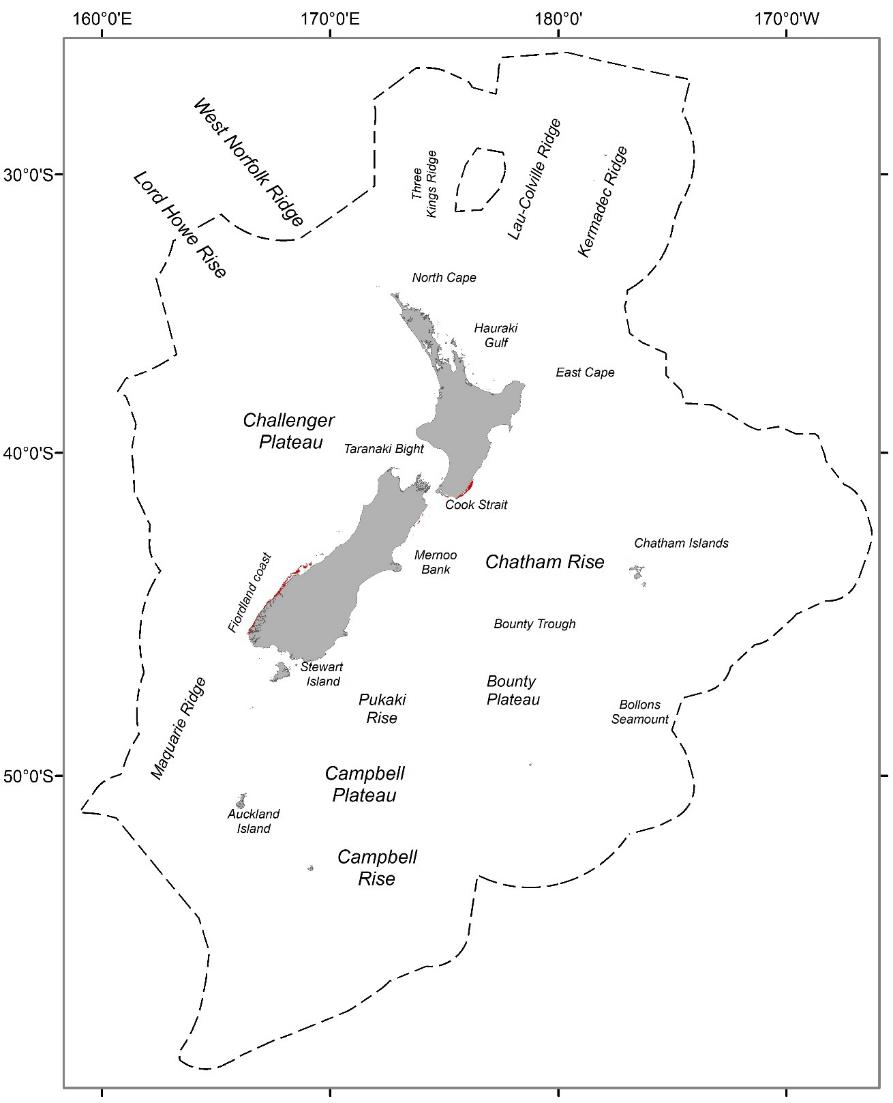 160°0'E
170°0'E
180°0'
170°0'W
30°0'S
40°0'S
50°0'S
West Norfolk Ridge
Lord Howe Rise
Three
Kings Ridge
Lau-Colville Ridge
Kermadec Ridge
North Cape
Hauraki
Gulf
East Cape
Challenger
Plateau
Taranaki Bight
Cook Strait
Chatham Islands
Mernoo
Bank
Chatham Rise
Fiordland coast
Bounty Trough
Stewart
Island
Maquarie Ridge
Pukaki
Rise
Bounty
Plateau
Bollons
Seamount
Campbell
Plateau
Auckland
Island
Campbell
Rise